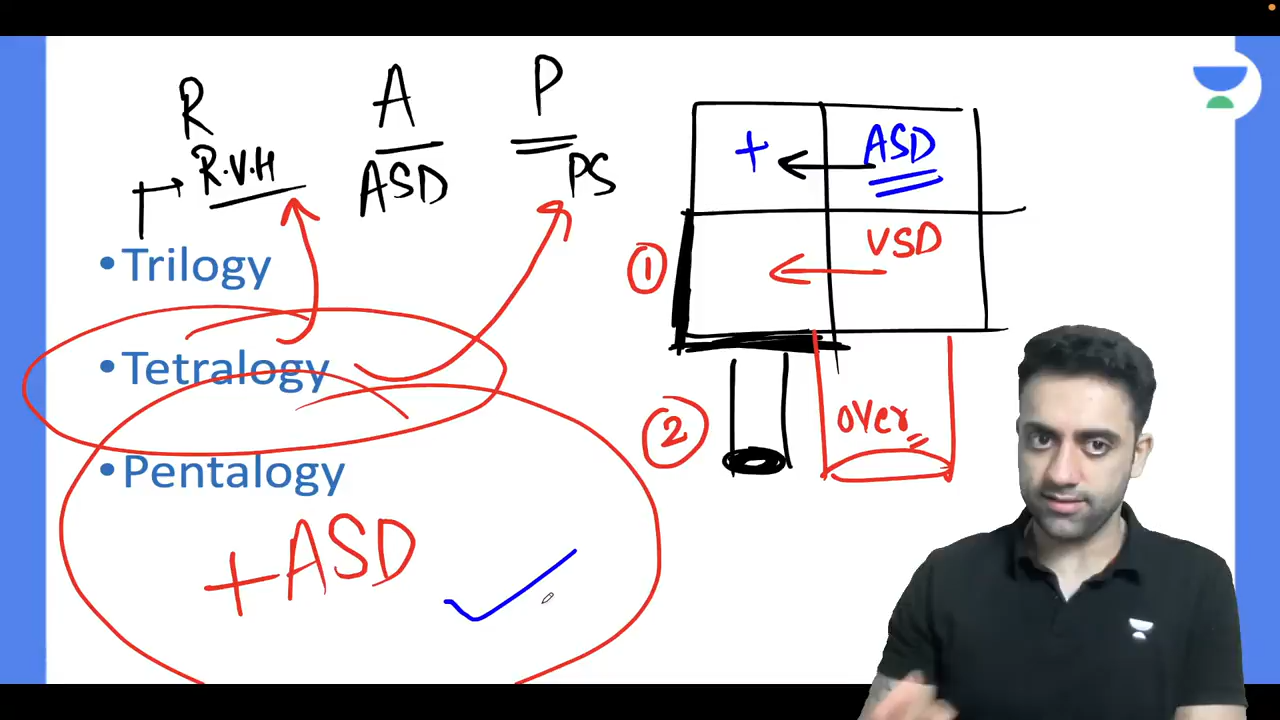 R A P
R.V.H ASD PS
•Trilogy
•Tetralogy
•Pentalogy
+ASD
+ ASD
① VSD
② over